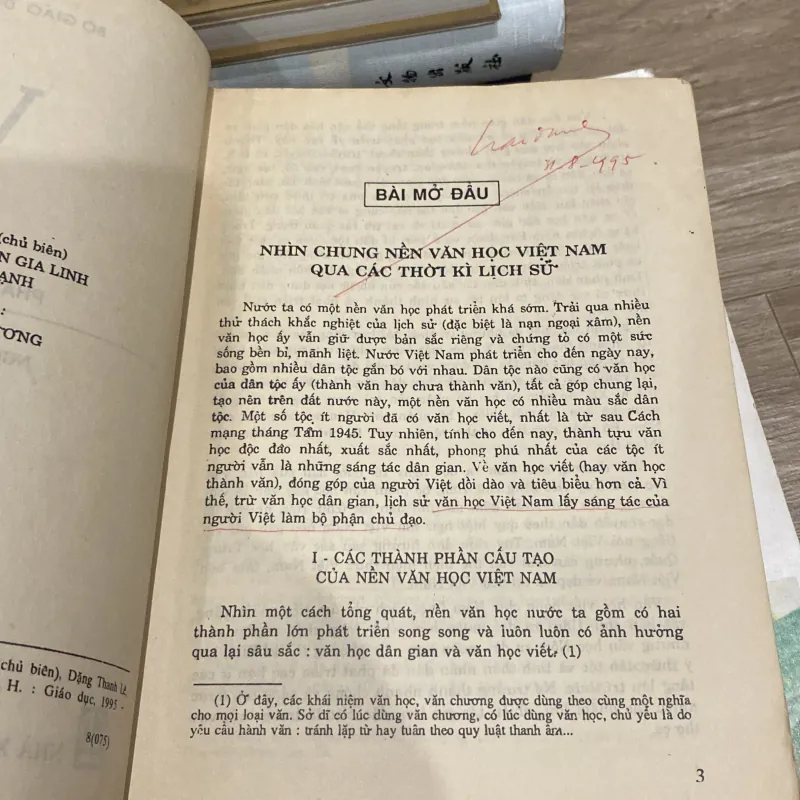 BỘ GIÁO D
(chủ biên)
N GIA LINH
ẠNH
:
ƯƠNG
chủ biên), Đặng Thanh Lê,
H. : Giáo dục, 1995 -
8(075)
文物出版社
8-1995.
BÀI MỞ ĐẦU
NHÌN CHUNG NỀN VĂN HỌC VIỆT NAM
QUA CÁC THỜI KÌ LỊCH SỬ
Nước ta có một nền văn học phát triển khá sớm. Trải qua nhiều
thử thách khắc nghiệt của lịch sử (đặc biệt là nạn ngoại xâm), nền
văn học ấy vẫn giữ được bản sắc riêng và chứng tỏ có một sức
sống bền bỉ, mãnh liệt. Nước Việt Nam phát triển cho đến ngày nay,
bao gồm nhiều dân tộc gắn bó với nhau. Dân tộc nào cũng có văn học
của dân tộc ấy (thành văn hay chưa thành văn), tất cả góp chung lại,
tạo nên trên đất nước này, một nền văn học có nhiều màu sắc dân
tộc. Một số tộc ít người đã có văn học viết, nhất là từ sau Cách
mạng tháng Tám 1945. Tuy nhiên, tính cho đến nay, thành tựu văn
học độc đáo nhất, xuất sắc nhất, phong phú nhất của các tộc ít
người vẫn là những sáng tác dân gian. Về văn học viết (hay văn học
thành văn), đóng góp của người Việt dồi dào và tiêu biểu hơn cả. Vì
thế, trừ văn học dân gian, lịch sử văn học Việt Nam lấy sáng tác của
người Việt làm bộ phận chủ đạo.
I - CÁC THÀNH PHẦN CẤU TẠO
CỦA NỀN VĂN HỌC VIỆT NAM
Nhìn một cách tổng quát, nền văn học nước ta gồm có hai
thành phần lớn phát triển song song và luôn luôn có ảnh hưởng
qua lại sâu sắc : văn học dân gian và văn học viết. (1)
(1) Ở đây, các khái niệm văn học, văn chương được dùng theo cùng một nghĩa
cho mọi loại văn. Sở dĩ có lúc dùng văn chương, có lúc dùng văn học, chủ yếu là do
yêu cầu hành văn : tránh lặp từ hay tuân theo quy luật thanh âm...
3